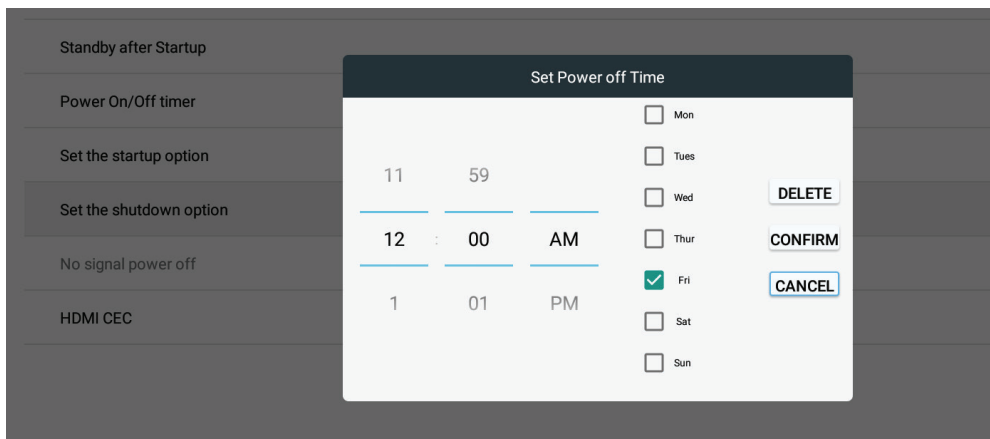 Standby after Startup
Power On/Off timer
Set the startup option
Set the shutdown option
No signal power off
HDMI CEC
Set Power off Time
11 59
12 : 00 AM
1 01 PM
Mon
Tues
Wed
Thur
Fri
Sat
Sun
DELETE
CONFIRM
CANCEL